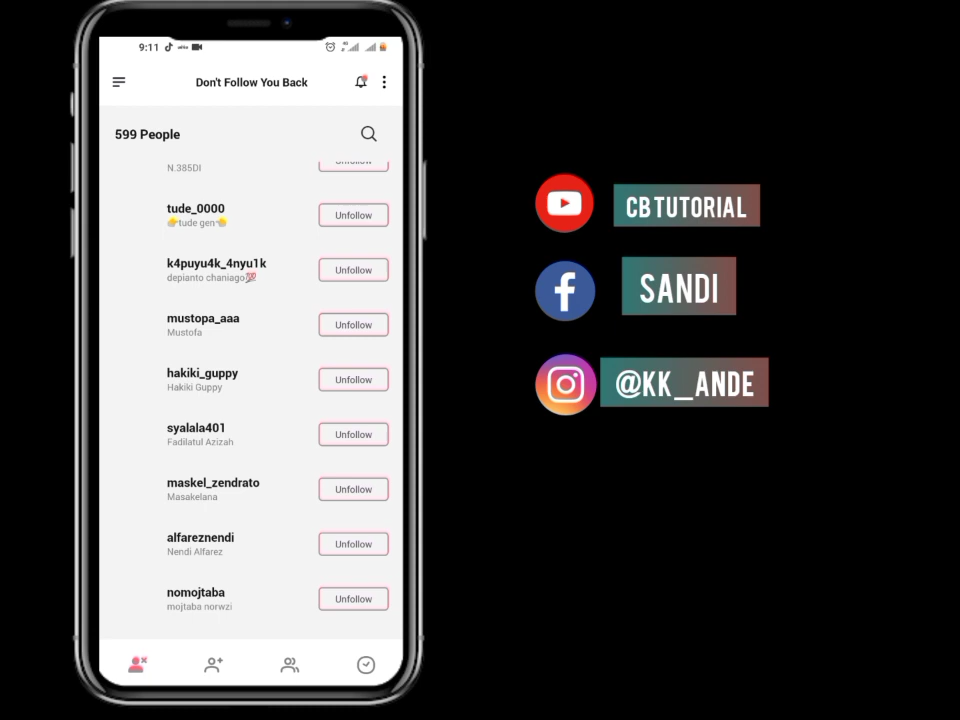 9:11
Don't Follow You Back
599 People
N.385DI
Unfollow
tude_0000
👉tude gen👈
Unfollow
k4puyu4k_4nyu1k
depianto chaniago💯
Unfollow
mustopa_aaa
Mustofa
Unfollow
hakiki_guppy
Hakiki Guppy
Unfollow
syalala401
Fadilatul Azizah
Unfollow
maskel_zendrato
Masakelana
Unfollow
alfareznendi
Nendi Alfarez
Unfollow
nomojtaba
mojtaba norwzi
Unfollow
CB TUTORIAL
SANDI
@KK_ANDE